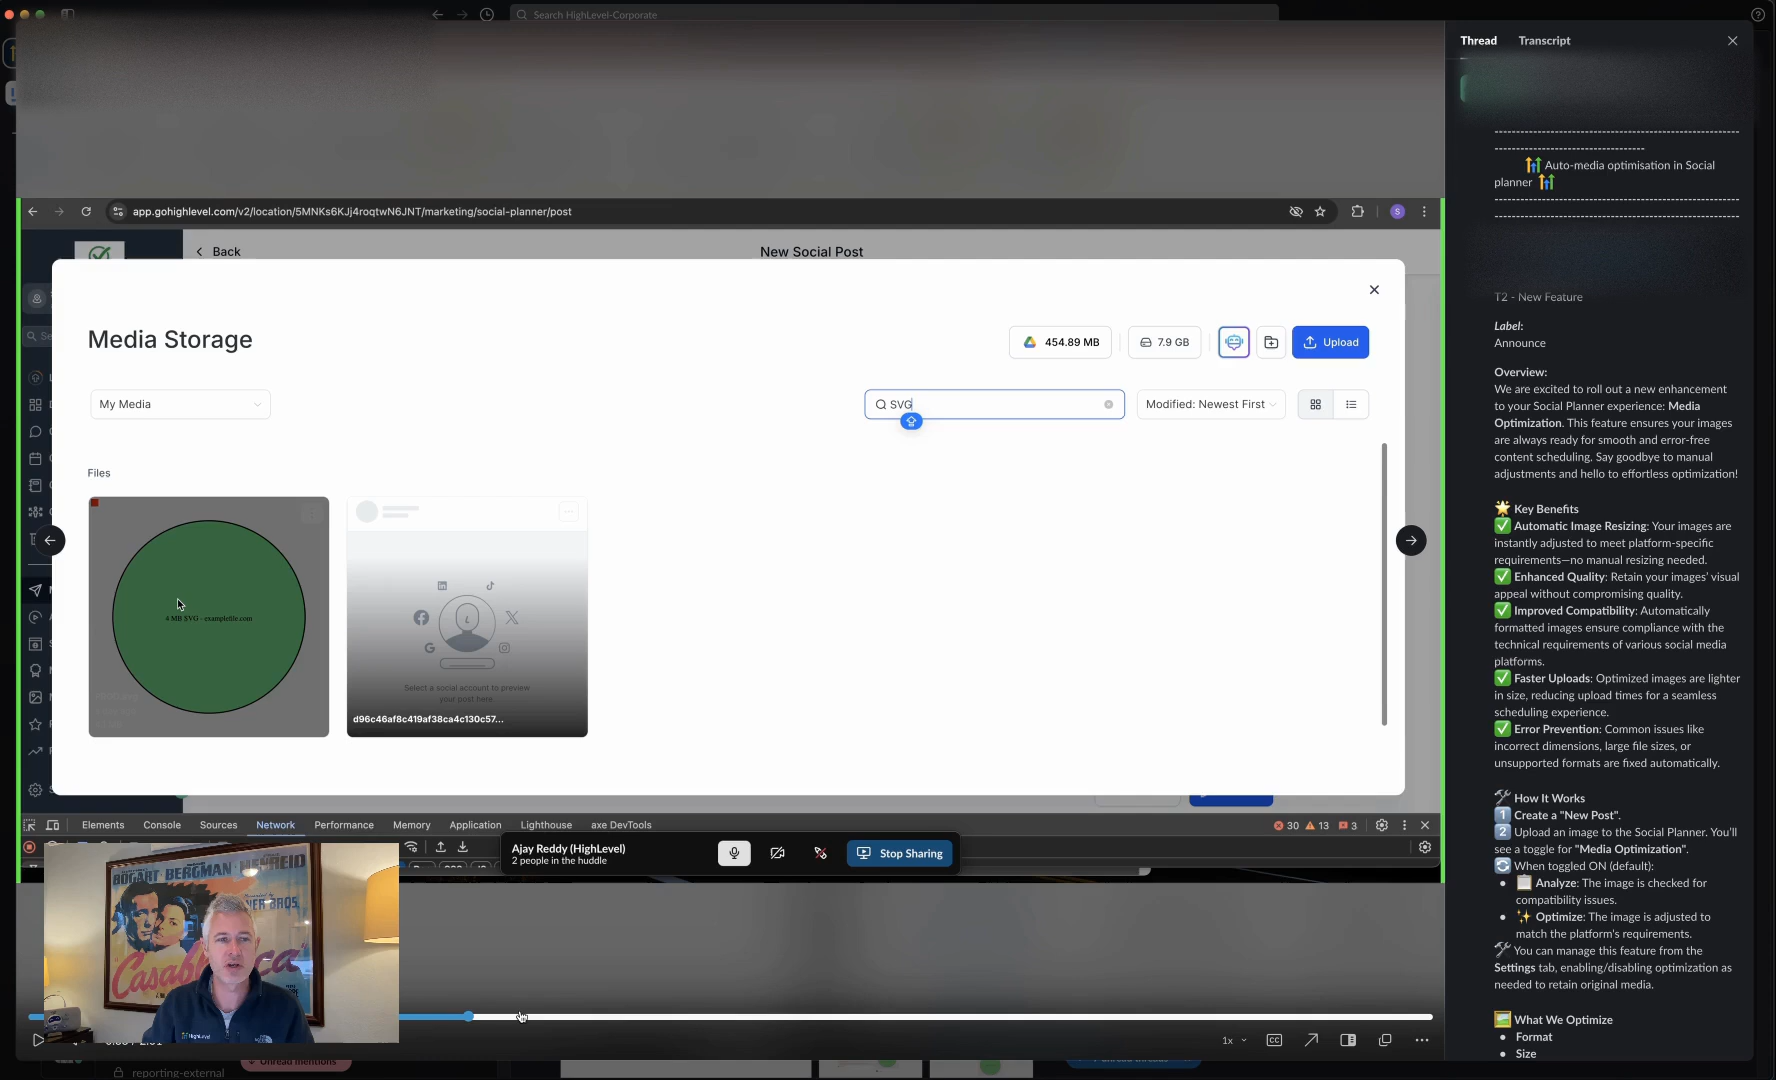 Search HighLevel-Corporate
Thread
Transcript
Auto-media optimisation in Social
planner
T2 - New Feature
Label:
Announce
Overview:
We are excited to roll out a new enhancement
to your Social Planner experience: Media
Optimization. This feature ensures your images
are always ready for smooth and error-free
content scheduling. Say goodbye to manual
adjustments and hello to effortless optimization!
Key Benefits
Automatic Image Resizing: Your images are
instantly adjusted to meet platform-specific
requirements—no manual resizing needed.
Enhanced Quality: Retain your images' visual
appeal without compromising quality.
Improved Compatibility: Automatically
formatted images ensure compliance with the
technical requirements of various social media
platforms.
Faster Uploads: Optimized images are lighter
in size, reducing upload times for a seamless
scheduling experience.
Error Prevention: Common issues like
incorrect dimensions, large file sizes, or
unsupported formats are fixed automatically.
How It Works
1 Create a "New Post".
2 Upload an image to the Social Planner. You'll
see a toggle for "Media Optimization".
When toggled ON (default):
• Analyze: The image is checked for
compatibility issues.
• Optimize: The image is adjusted to
match the platform's requirements.
You can manage this feature from the
Settings tab, enabling/disabling optimization as
needed to retain original media.
What We Optimize
• Format
• Size
app.gohighlevel.com/v2/location/5MNKs6KJj4roqtwN6JNT/marketing/social-planner/post
S
Back
New Social Post
Media Storage
454.89 MB
7.9 GB
Upload
My Media
SVG
Modified: Newest First
Files
4 MB SVG - examplefile.com
Select a social account to preview
your post here
d96c46af8c419af38ca4c130c57...
Elements
Console
Sources
Network
Performance
Memory
Application
Lighthouse
axe DevTools
30
13
3
Ajay Reddy (HighLevel)
2 people in the huddle
Stop Sharing
BOGART BERGMAN HENREID
Casablanca
HighLevel
1x
CC
Unread mentions
reporting-external